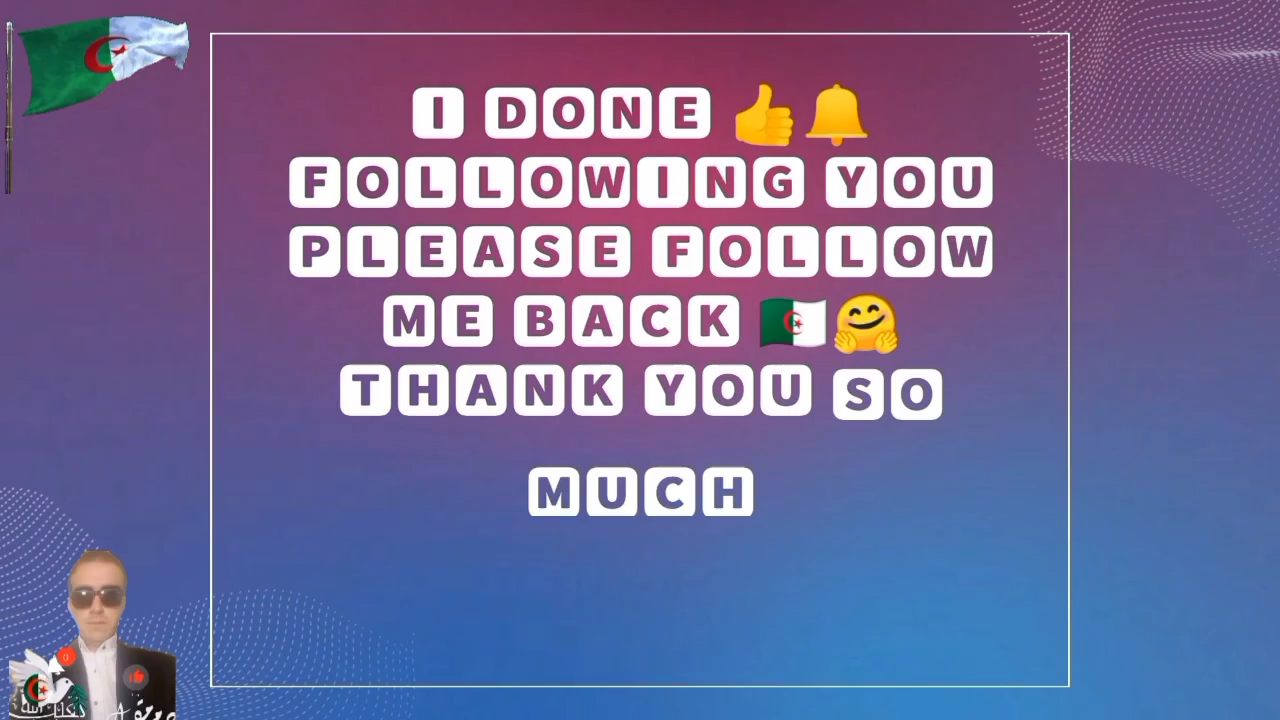 I DONE 👍🔔
FOLLOWING YOU
PLEASE FOLLOW
ME BACK 🇩🇿🤗
THANK YOU SO
MUCH